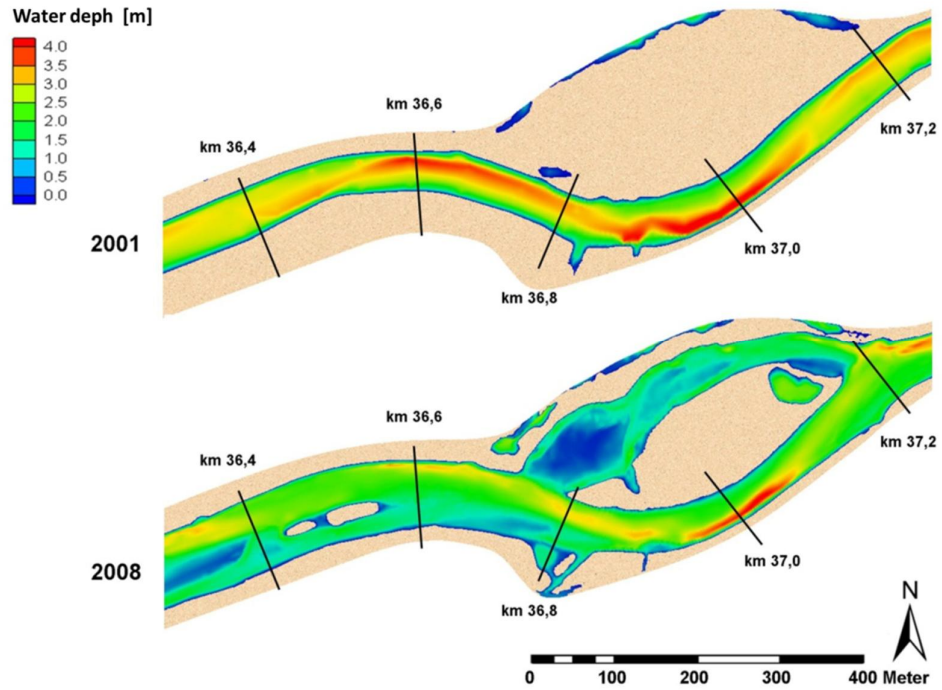 Water deph [m]
4.0
3.5
3.0
2.5
2.0
1.5
1.0
0.5
0.0
km 36,4
km 36,6
km 37,2
2001
km 37,0
km 36,8
km 36,6
km 36,4
km 37,2
km 37,0
2008
km 36,8
N
0 100 200 300 400 Meter